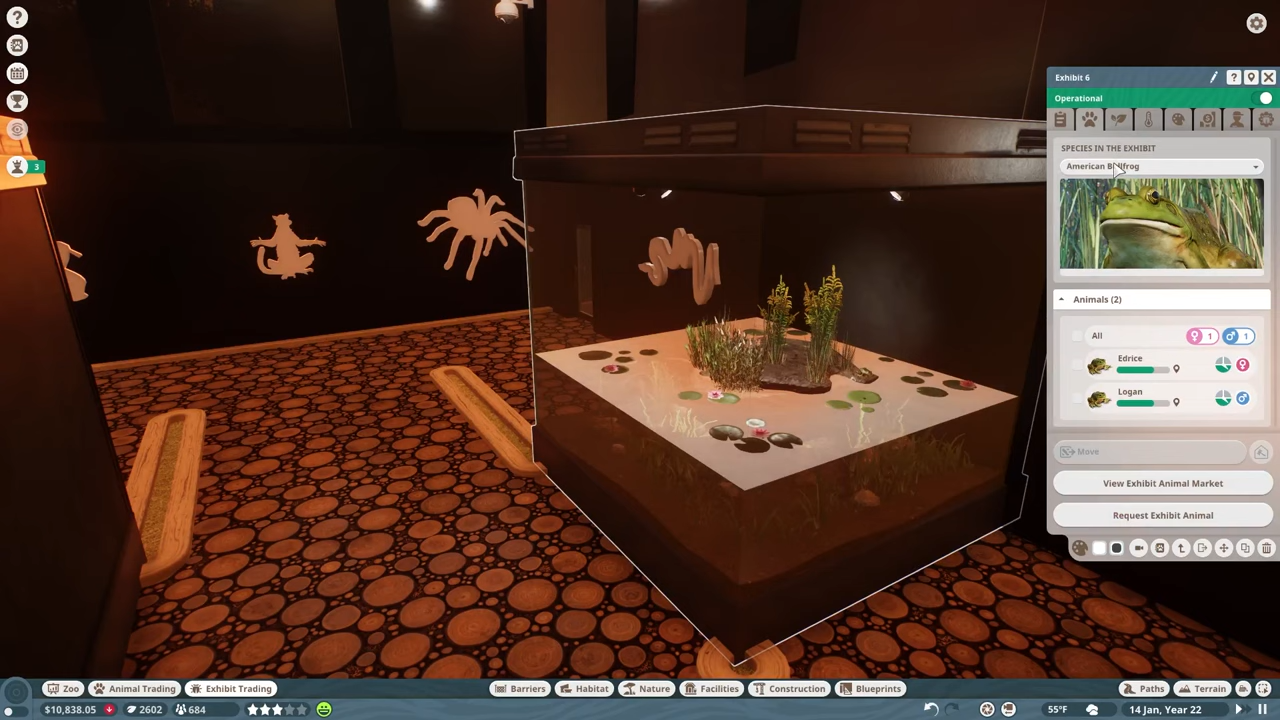 Exhibit 6
Operational
SPECIES IN THE EXHIBIT
American Bullfrog
Animals (2)
All 1 1
Edrice
Logan
Move
View Exhibit Animal Market
Request Exhibit Animal
3
Zoo Animal Trading Exhibit Trading Barriers Habitat Nature Facilities Construction Blueprints Paths Terrain
$10,838.05 2602 684 55°F 14 Jan, Year 22